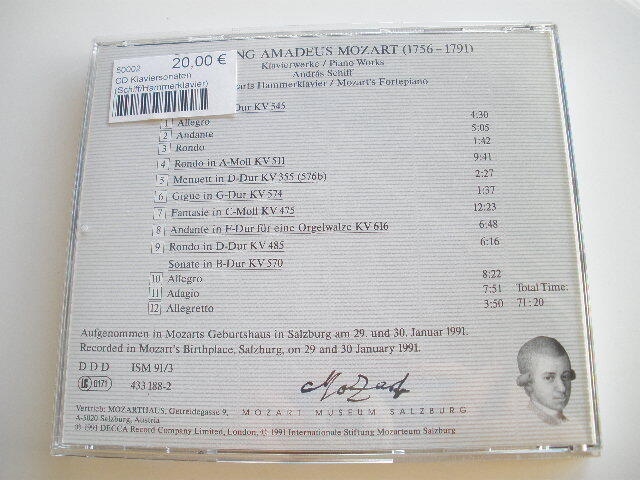 50002 20,00 €
CD Klaviersonaten
(Schiff/Hammerklavier)
NG AMADEUS MOZART (1756–1791)
Klavierwerke / Piano Works
András Schiff
arts Hammerklavier / Mozart's Fortepiano
-Dur KV 545
1 Allegro 4:30
2 Andante 5:05
3 Rondo 1:42
4 Rondo in A-Moll KV 511 9:41
5 Menuett in D-Dur KV 355 (576b) 2:27
6 Gigue in G-Dur KV 574 1:37
7 Fantasie in C-Moll KV 475 12:23
8 Andante in F-Dur für eine Orgelwalze KV 616 6:48
9 Rondo in D-Dur KV 485 6:16
Sonate in B-Dur KV 570
10 Allegro 8:22
11 Adagio 7:51 Total Time:
12 Allegretto 3:50 71:20
Aufgenommen in Mozarts Geburtshaus in Salzburg am 29. und 30. Januar 1991.
Recorded in Mozart's Birthplace, Salzburg, on 29 and 30 January 1991.
D D D ISM 91/3
LC 0171 433 188-2
Mozart
Vertrieb: MOZARTHAUS, Getreidegasse 9, MOZART MUSEUM SALZBURG
A-5020 Salzburg, Austria
℗ 1991 DECCA Record Company Limited, London, © 1991 Internationale Stiftung Mozarteum Salzburg